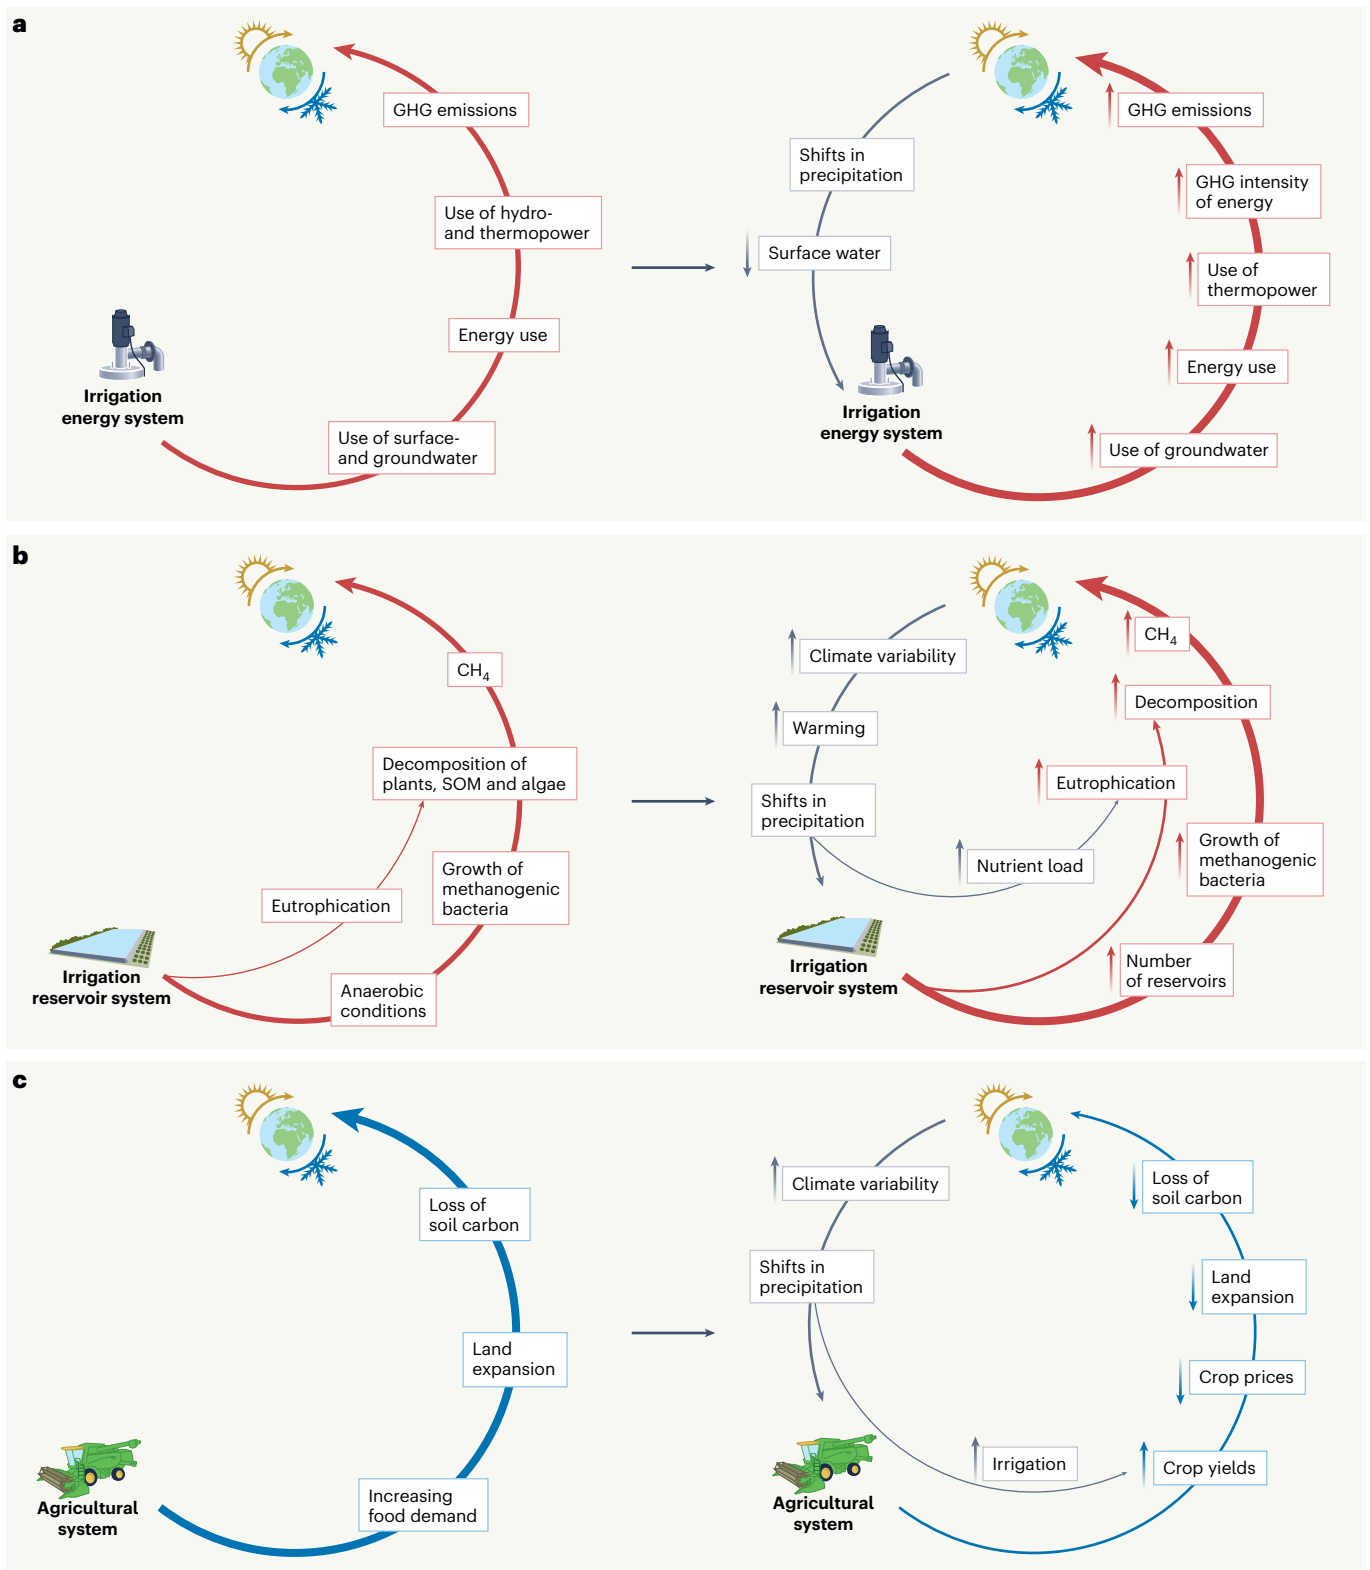 a
GHG emissions
Use of hydro-
and thermopower
Energy use
Use of surface-
and groundwater
Irrigation
energy system
Shifts in
precipitation
Surface water
Irrigation
energy system
GHG emissions
GHG intensity
of energy
Use of
thermopower
Energy use
Use of groundwater
b
CH4
Decomposition of
plants, SOM and algae
Growth of
methanogenic
bacteria
Eutrophication
Anaerobic
conditions
Irrigation
reservoir system
Climate variability
Warming
Shifts in
precipitation
Nutrient load
Irrigation
reservoir system
CH4
Decomposition
Eutrophication
Growth of
methanogenic
bacteria
Number
of reservoirs
c
Loss of
soil carbon
Land
expansion
Increasing
food demand
Agricultural
system
Climate variability
Shifts in
precipitation
Irrigation
Agricultural
system
Loss of
soil carbon
Land
expansion
Crop prices
Crop yields